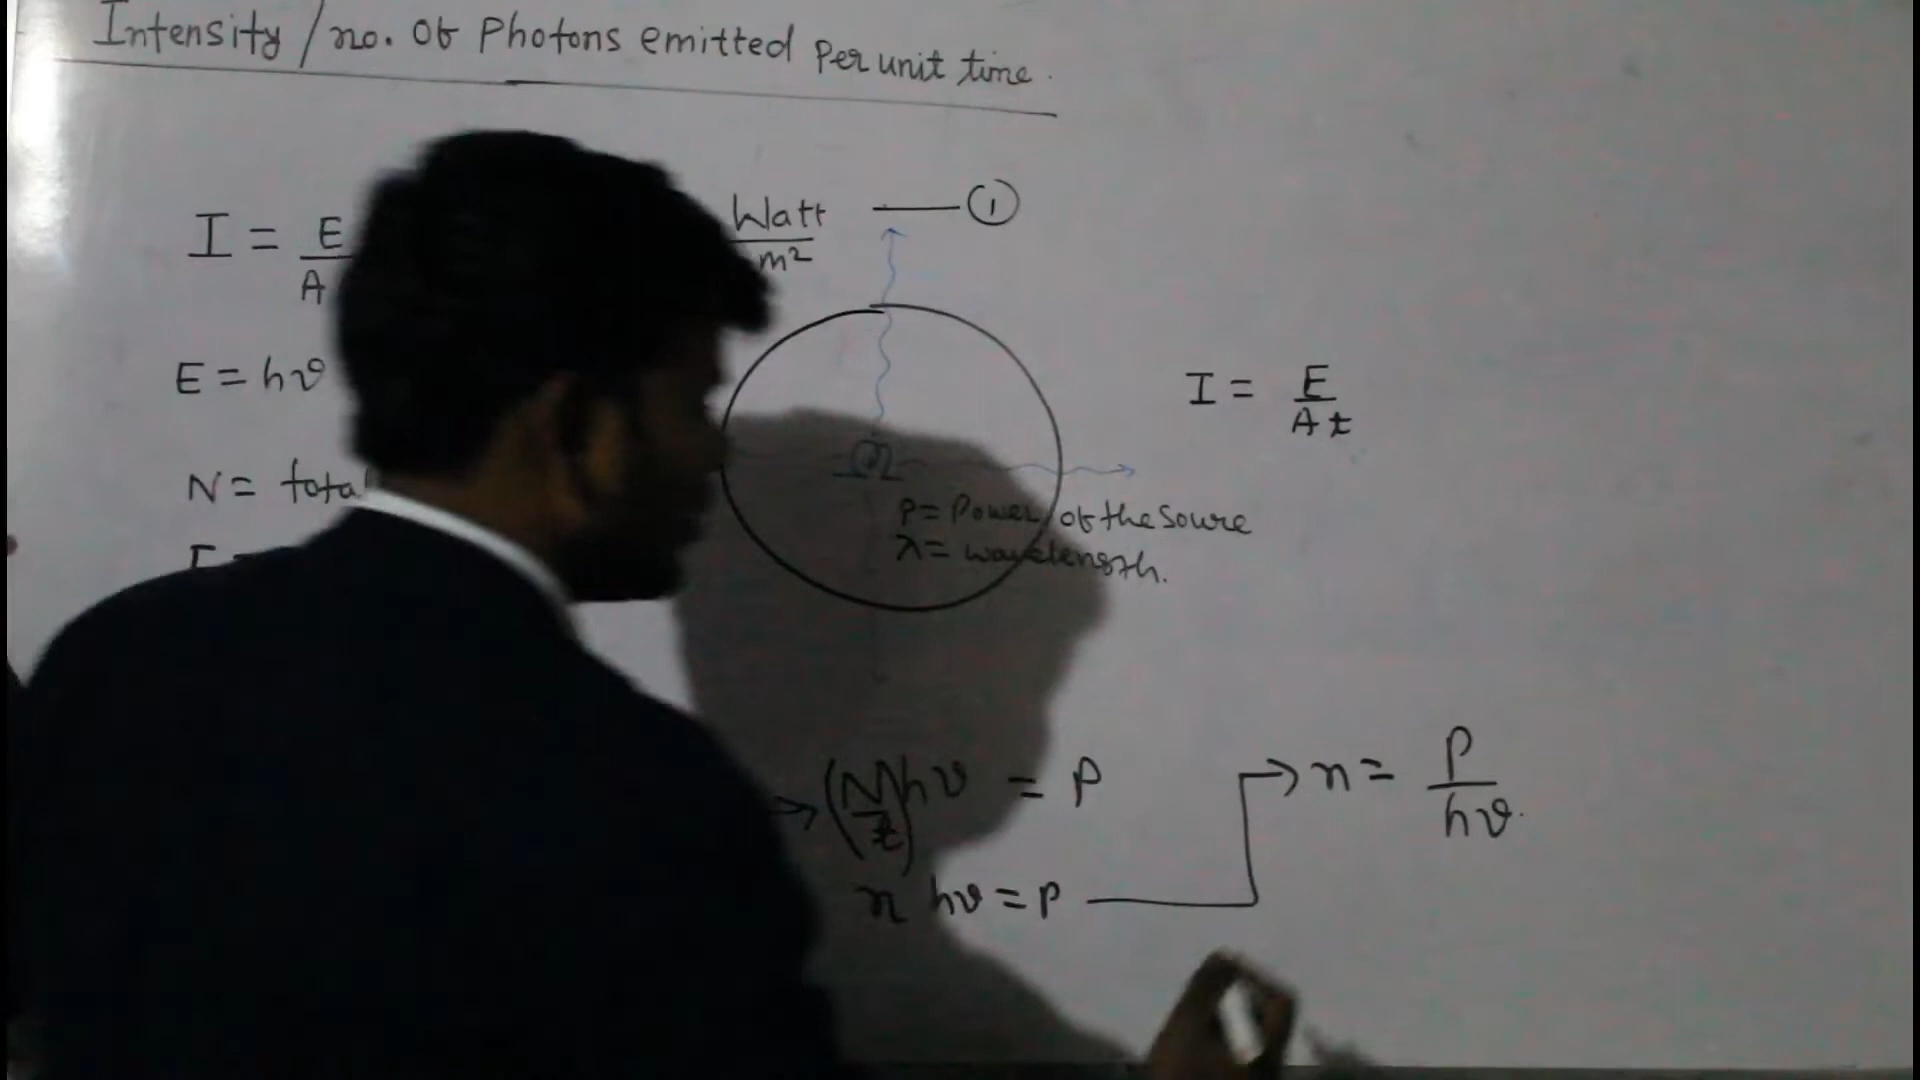 Intensity / no. of Photons emitted Per unit time.
I = E/A
Watt/m² — ①
E = hν
I = E/At
N = total
P = Power of the Soure
λ = wavelength.
I =
→ (N/t)hν = P
→ n = P/hν.
n hν = P